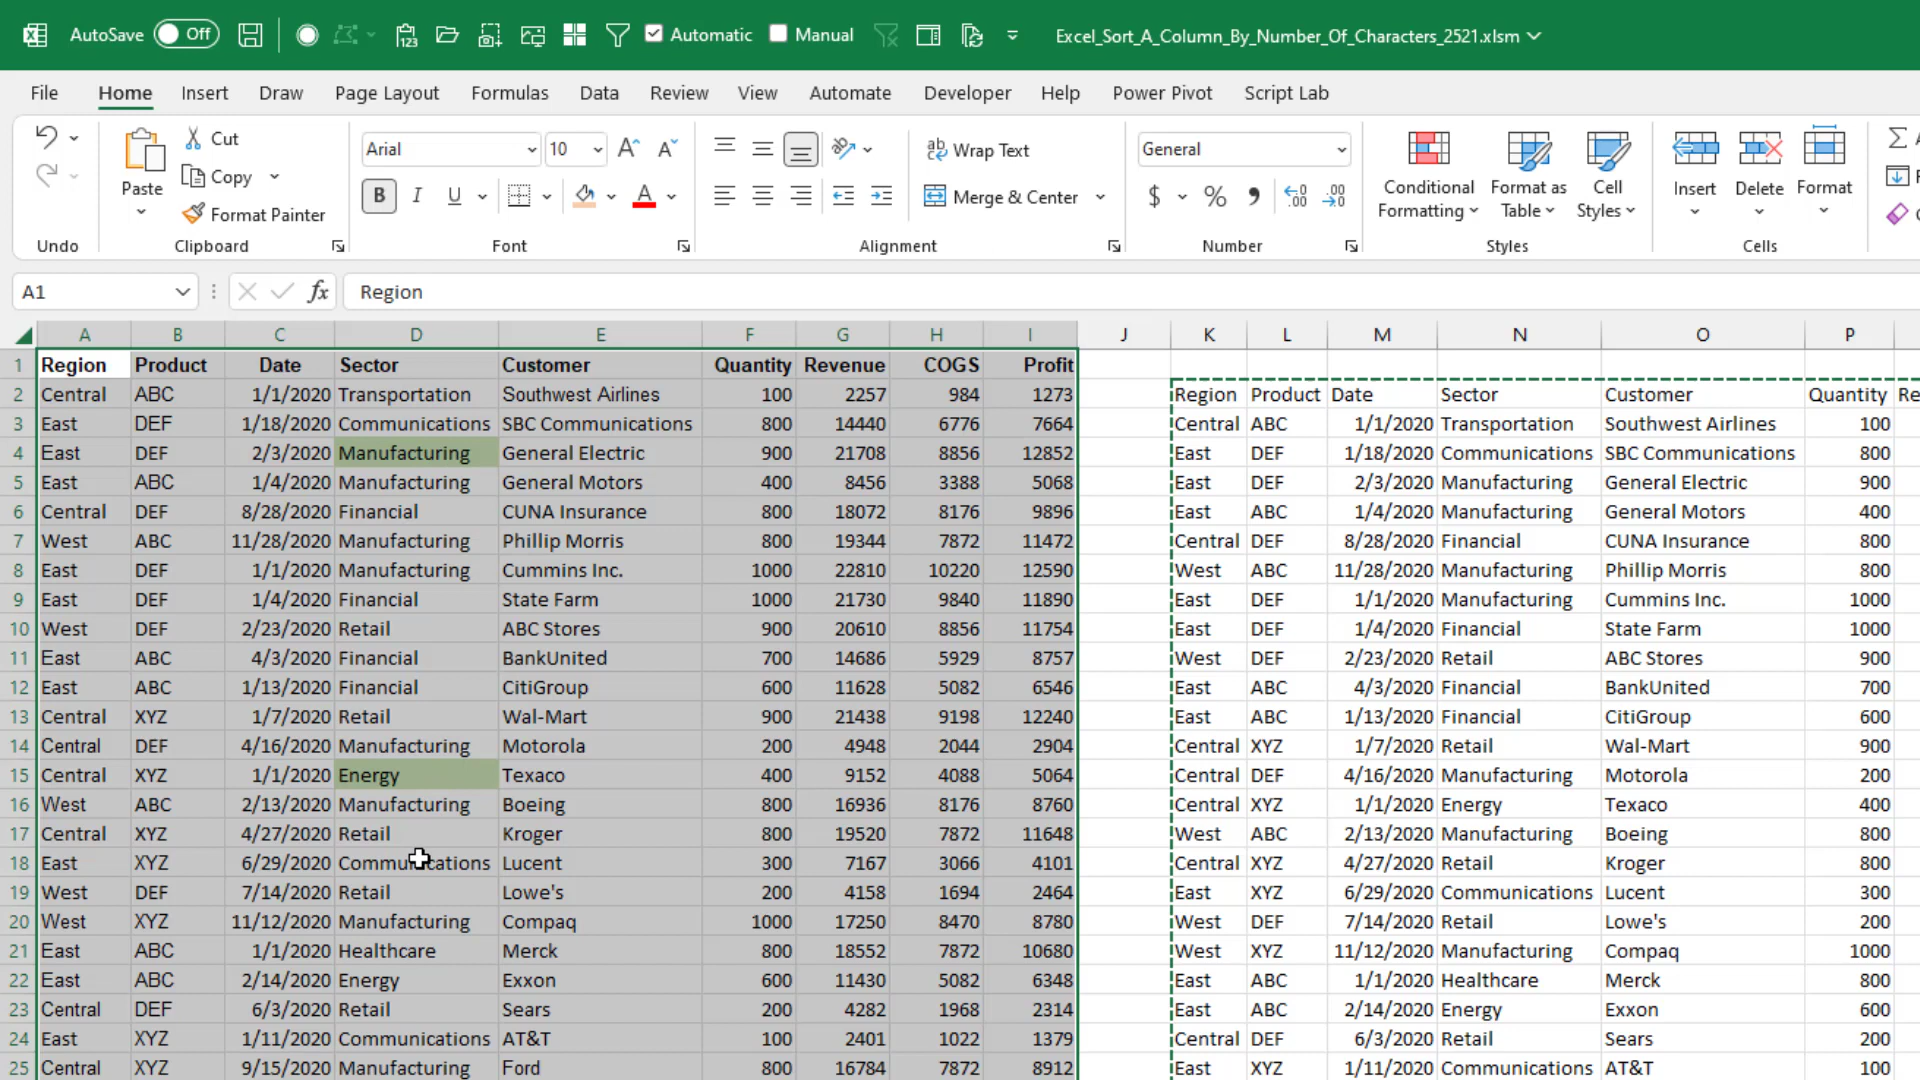 AutoSave Off Automatic Manual Excel_Sort_A_Column_By_Number_Of_Characters_2521.xlsm
File Home Insert Draw Page Layout Formulas Data Review View Automate Developer Help Power Pivot Script Lab
Paste Cut Copy Format Painter
Arial 10
B I U A
Wrap Text
Merge & Center
General
$ %
Conditional Formatting
Format as Table
Cell Styles
Insert Delete Format
Undo Clipboard Font Alignment Number Styles Cells
A1 fx Region
A B C D E F G H I J K L M N O P
1 Region Product Date Sector Customer Quantity Revenue COGS Profit
2 Central ABC 1/1/2020 Transportation Southwest Airlines 100 2257 984 1273 Region Product Date Sector Customer Quantity Re
3 East DEF 1/18/2020 Communications SBC Communications 800 14440 6776 7664 Central ABC 1/1/2020 Transportation Southwest Airlines 100
4 East DEF 2/3/2020 Manufacturing General Electric 900 21708 8856 12852 East DEF 1/18/2020 Communications SBC Communications 800
5 East ABC 1/4/2020 Manufacturing General Motors 400 8456 3388 5068 East DEF 2/3/2020 Manufacturing General Electric 900
6 Central DEF 8/28/2020 Financial CUNA Insurance 800 18072 8176 9896 East ABC 1/4/2020 Manufacturing General Motors 400
7 West ABC 11/28/2020 Manufacturing Phillip Morris 800 19344 7872 11472 Central DEF 8/28/2020 Financial CUNA Insurance 800
8 East DEF 1/1/2020 Manufacturing Cummins Inc. 1000 22810 10220 12590 West ABC 11/28/2020 Manufacturing Phillip Morris 800
9 East DEF 1/4/2020 Financial State Farm 1000 21730 9840 11890 East DEF 1/1/2020 Manufacturing Cummins Inc. 1000
10 West DEF 2/23/2020 Retail ABC Stores 900 20610 8856 11754 East DEF 1/4/2020 Financial State Farm 1000
11 East ABC 4/3/2020 Financial BankUnited 700 14686 5929 8757 West DEF 2/23/2020 Retail ABC Stores 900
12 East ABC 1/13/2020 Financial CitiGroup 600 11628 5082 6546 East ABC 4/3/2020 Financial BankUnited 700
13 Central XYZ 1/7/2020 Retail Wal-Mart 900 21438 9198 12240 East ABC 1/13/2020 Financial CitiGroup 600
14 Central DEF 4/16/2020 Manufacturing Motorola 200 4948 2044 2904 Central XYZ 1/7/2020 Retail Wal-Mart 900
15 Central XYZ 1/1/2020 Energy Texaco 400 9152 4088 5064 Central DEF 4/16/2020 Manufacturing Motorola 200
16 West ABC 2/13/2020 Manufacturing Boeing 800 16936 8176 8760 Central XYZ 1/1/2020 Energy Texaco 400
17 Central XYZ 4/27/2020 Retail Kroger 800 19520 7872 11648 West ABC 2/13/2020 Manufacturing Boeing 800
18 East XYZ 6/29/2020 Communications Lucent 300 7167 3066 4101 Central XYZ 4/27/2020 Retail Kroger 800
19 West DEF 7/14/2020 Retail Lowe's 200 4158 1694 2464 East XYZ 6/29/2020 Communications Lucent 300
20 West XYZ 11/12/2020 Manufacturing Compaq 1000 17250 8470 8780 West DEF 7/14/2020 Retail Lowe's 200
21 East ABC 1/1/2020 Healthcare Merck 800 18552 7872 10680 West XYZ 11/12/2020 Manufacturing Compaq 1000
22 East ABC 2/14/2020 Energy Exxon 600 11430 5082 6348 East ABC 1/1/2020 Healthcare Merck 800
23 Central DEF 6/3/2020 Retail Sears 200 4282 1968 2314 East ABC 2/14/2020 Energy Exxon 600
24 East XYZ 1/11/2020 Communications AT&T 100 2401 1022 1379 Central DEF 6/3/2020 Retail Sears 200
25 Central XYZ 9/15/2020 Manufacturing Ford 800 16784 7872 8912 East XYZ 1/11/2020 Communications AT&T 100